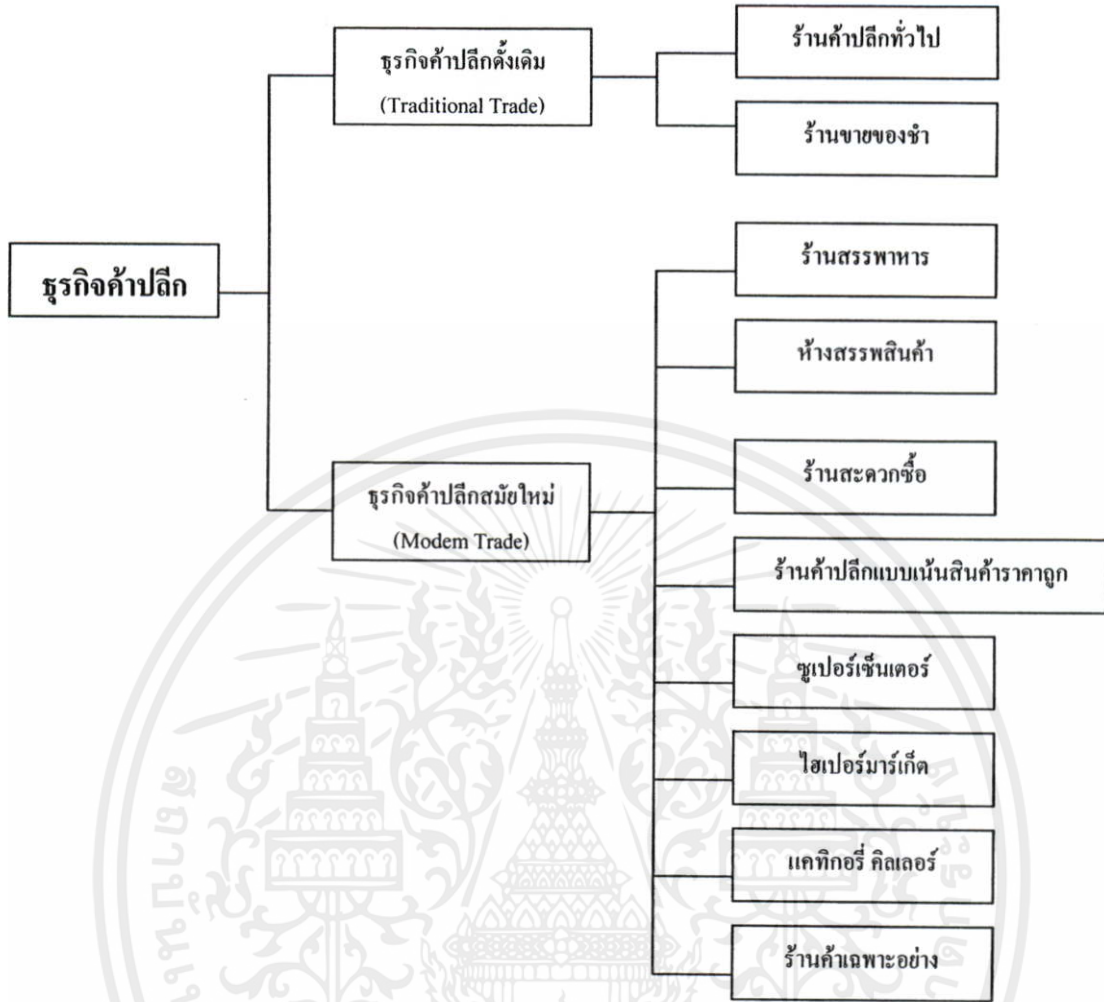 ธุรกิจค้าปลีก
ธุรกิจค้าปลีกดั้งเดิม
(Traditional Trade)
ร้านค้าปลีกทั่วไป
ร้านขายของชำ
ธุรกิจค้าปลีกสมัยใหม่
(Modem Trade)
ร้านสรรพาหาร
ห้างสรรพสินค้า
ร้านสะดวกซื้อ
ร้านค้าปลีกแบบเน้นสินค้าราคาถูก
ซูเปอร์เซ็นเตอร์
ไฮเปอร์มาร์เก็ต
แคทิกอรี่ คิลเลอร์
ร้านค้าเฉพาะอย่าง